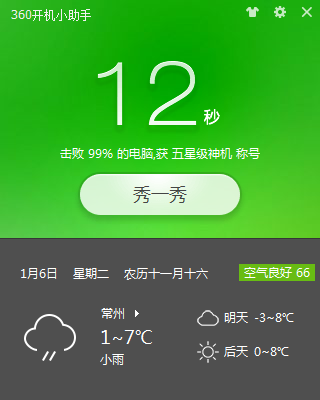 360开机小助手
12秒
击败 99% 的电脑,获 五星级神机 称号
秀一秀
1月6日 星期二 农历十一月十六 空气良好 66
常州
1~7℃
小雨
明天 -3~8℃
后天 0~8℃